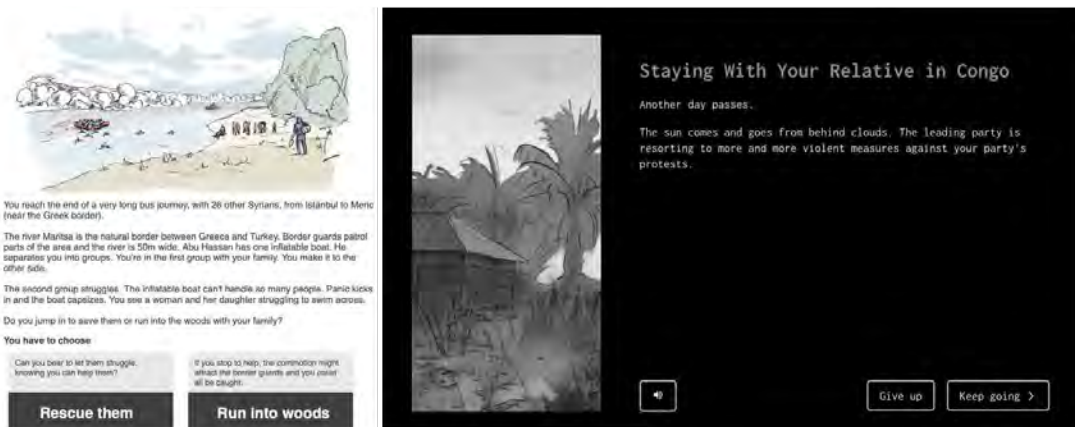 You reach the end of a very long bus journey, with 26 other Syrians, from Istanbul to Meric
(near the Greek border).
The river Maritsa is the natural border between Greece and Turkey. Border guards patrol
parts of the area and the river is 50m wide. Abu Hassan has one inflatable boat. He
separates you into groups. You're in the first group with your family. You make it to the
other side.
The second group struggles. The inflatable boat can't handle so many people. Panic kicks
in and the boat capsizes. You see a woman and her daughter struggling to swim across.
Do you jump in to save them or run into the woods with your family?
You have to choose
Can you bear to let them struggle,
knowing you can help them?
If you stop to help, the commotion might
attract the border guards and you could
all be caught.
Rescue them
Run into woods
Staying With Your Relative in Congo
Another day passes.
The sun comes and goes from behind clouds. The leading party is
resorting to more and more violent measures against your party's
protests.
Give up
Keep going >